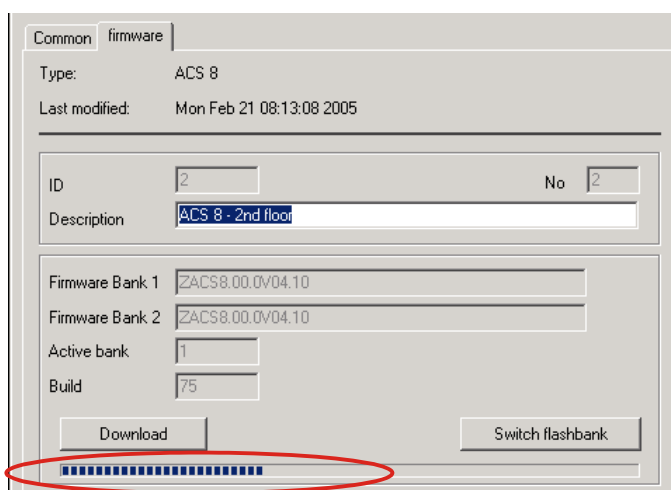 Common firmware
Type: ACS 8
Last modified: Mon Feb 21 08:13:08 2005
ID 2 No 2
Description ACS 8 - 2nd floor
Firmware Bank 1 ZACS8.00.0V04.10
Firmware Bank 2 ZACS8.00.0V04.10
Active bank 1
Build 75
Download Switch flashbank